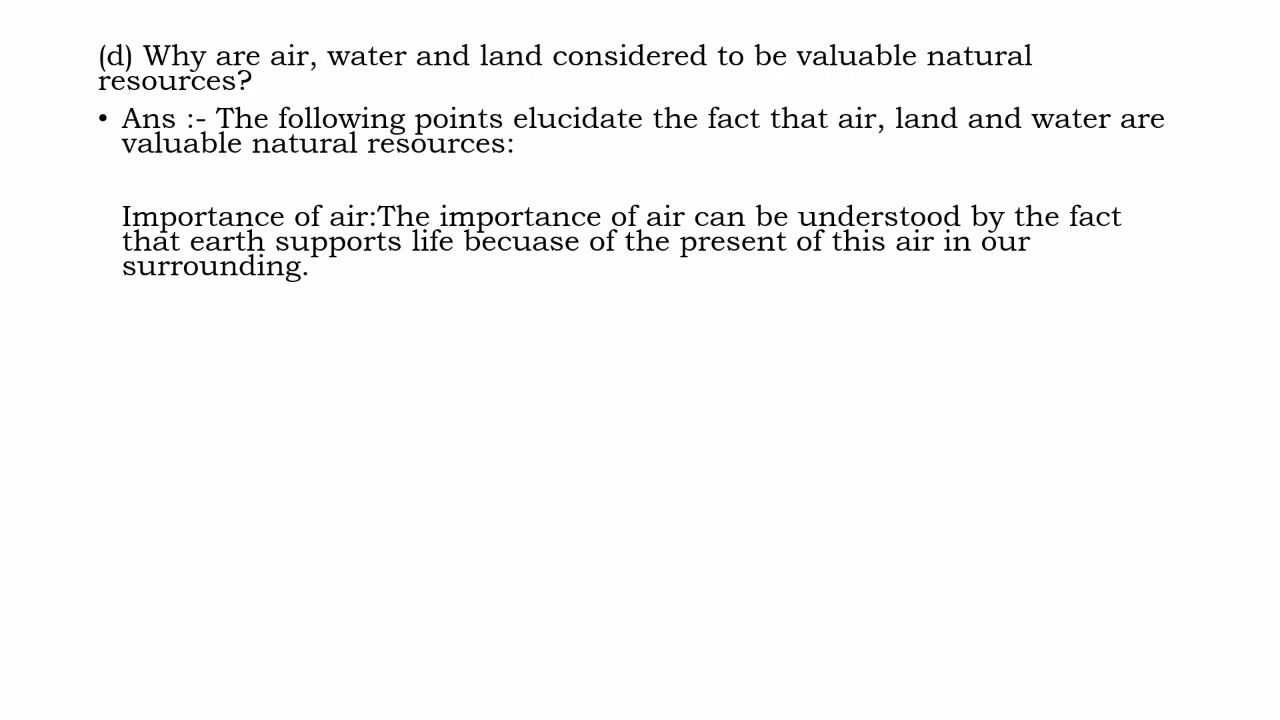 (d) Why are air, water and land considered to be valuable natural
resources?
• Ans :- The following points elucidate the fact that air, land and water are
valuable natural resources:
Importance of air:The importance of air can be understood by the fact
that earth supports life becuase of the present of this air in our
surrounding.